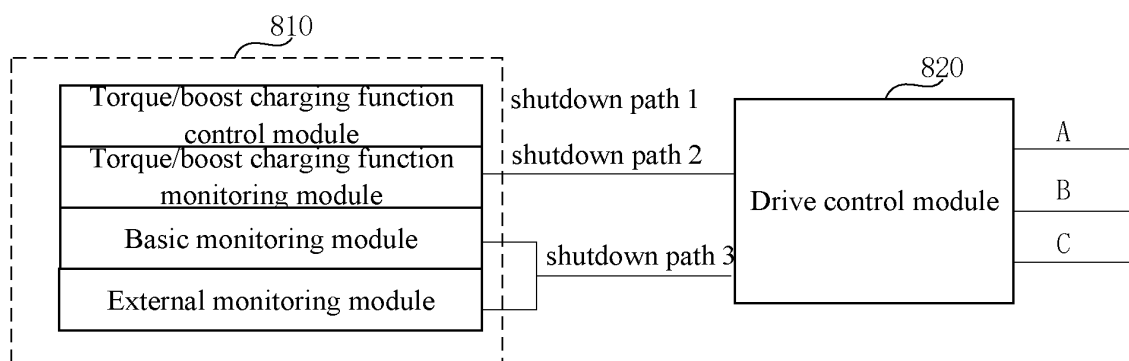 810
820
Torque/boost charging function
control module
shutdown path 1
Torque/boost charging function
monitoring module
shutdown path 2
Basic monitoring module
External monitoring module
shutdown path 3
Drive control module
A
B
C